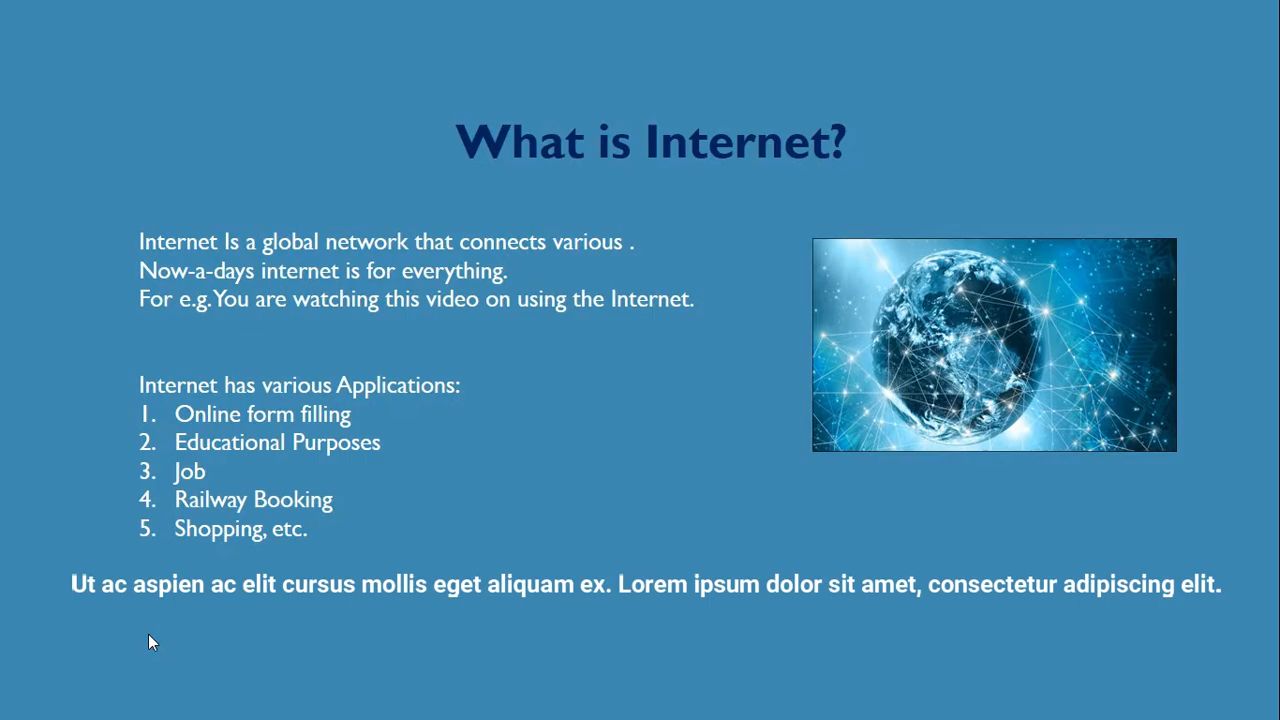 What is Internet?
Internet Is a global network that connects various .
Now-a-days internet is for everything.
For e.g. You are watching this video on using the Internet.
Internet has various Applications:
1. Online form filling
2. Educational Purposes
3. Job
4. Railway Booking
5. Shopping, etc.
Ut ac aspien ac elit cursus mollis eget aliquam ex. Lorem ipsum dolor sit amet, consectetur adipiscing elit.